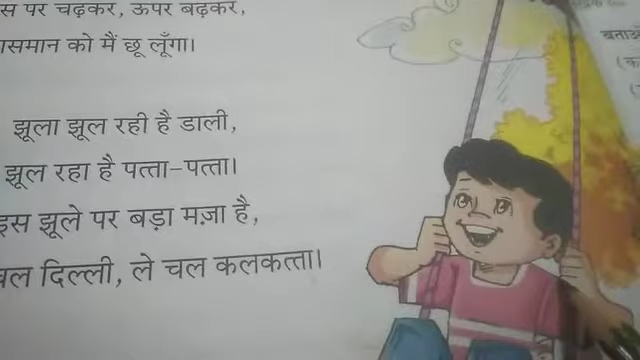 पर चढ़कर, ऊपर बढ़कर,
को मैं छू लूँगा।
झूला झूल रही है डाली,
झूल रहा है पत्ता-पत्ता।
इस झूले पर बड़ा मज़ा है,
दिल्ली, ले चल कलकत्ता।